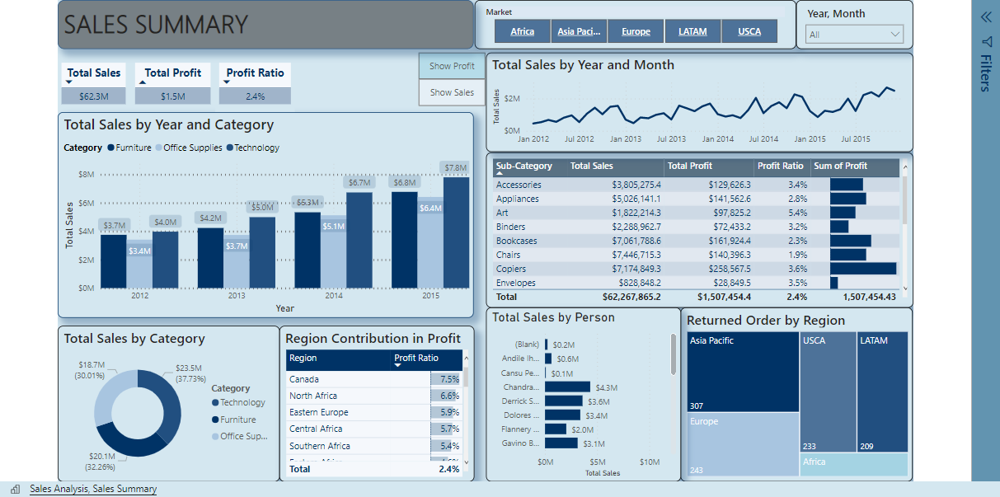 SALES SUMMARY
Market
Africa
Asia Paci...
Europe
LATAM
USCA
Year, Month
All
Filters
Total Sales
$62.3M
Total Profit
$1.5M
Profit Ratio
2.4%
Show Profit
Show Sales
Total Sales by Year and Category
Category Furniture Office Supplies Technology
Total Sales
$8M
$6M
$4M
$2M
$0M
$3.7M
$3.4M
$4.0M
$4.2M
$3.7M
$5.0M
$5.3M
$5.1M
$6.7M
$6.8M
$6.4M
$7.8M
2012 2013 2014 2015
Year
Total Sales by Year and Month
Total Sales
$2M
$0M
Jan 2012 Jul 2012 Jan 2013 Jul 2013 Jan 2014 Jul 2014 Jan 2015 Jul 2015
Sub-Category Total Sales Total Profit Profit Ratio Sum of Profit
Accessories $3,805,275.4 $129,626.3 3.4%
Appliances $5,026,141.1 $141,562.6 2.8%
Art $1,822,214.3 $97,825.2 5.4%
Binders $2,288,962.7 $72,433.2 3.2%
Bookcases $7,061,788.6 $161,924.4 2.3%
Chairs $7,446,715.3 $140,396.3 1.9%
Copiers $7,174,849.3 $258,567.5 3.6%
Envelopes $828,848.2 $28,849.5 3.5%
Total $62,267,865.2 $1,507,454.4 2.4% 1,507,454.43
Total Sales by Category
$18.7M
(30.01%)
$23.5M
(37.73%)
$20.1M
(32.26%)
Category
Technology
Furniture
Office Sup...
Region Contribution in Profit
Region Profit Ratio
Canada 7.5%
North Africa 6.6%
Eastern Europe 5.9%
Central Africa 5.7%
Southern Africa 5.4%
Total 2.4%
Total Sales by Person
(Blank) $0.2M
Andile Ih... $0.6M
Cansu Pe... $0.1M
Chandra... $4.3M
Derrick S... $3.6M
Dolores ... $3.4M
Flannery ... $2.0M
Gavino B... $3.1M
$0M $5M $10M
Total Sales
Returned Order by Region
Asia Pacific
307
Europe
243
USCA
233
LATAM
209
Africa
Sales Analysis, Sales Summary